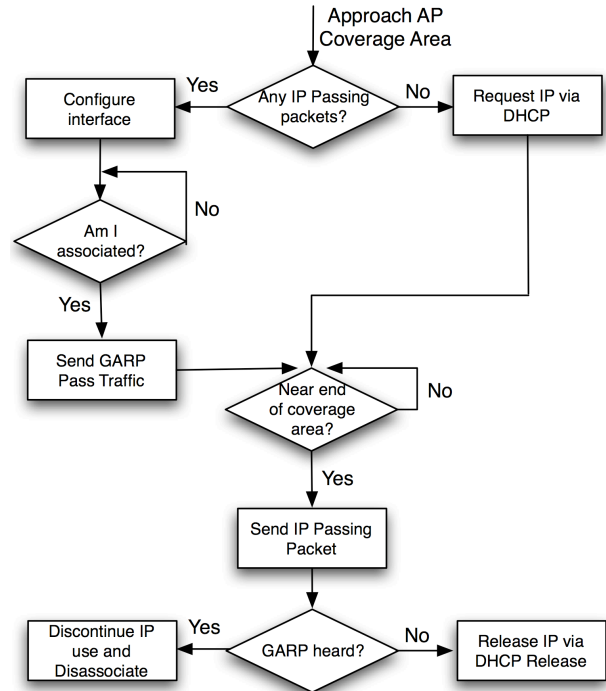 Approach AP
Coverage Area
Yes
Configure
interface
Any IP Passing
packets?
No
Request IP via
DHCP
No
Am I
associated?
Yes
Send GARP
Pass Traffic
Near end
of coverage
area?
No
Yes
Send IP Passing
Packet
Discontinue IP
use and
Disassociate
Yes
GARP heard?
No
Release IP via
DHCP Release